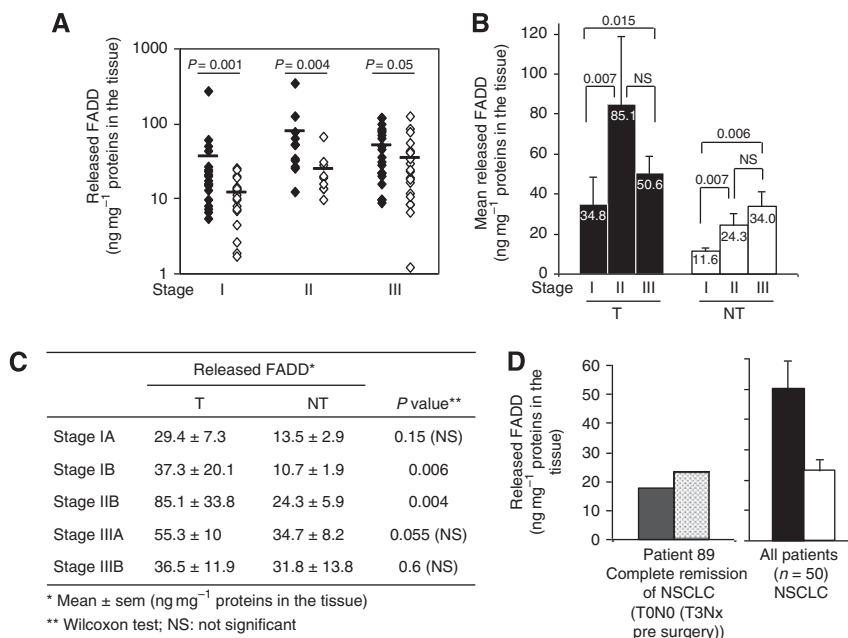 A
Released FADD
(ng mg⁻¹ proteins in the tissue)
1000
100
10
1
P = 0.001
P = 0.004
P = 0.05
Stage
I
II
III
B
Mean released FADD
(ng mg⁻¹ proteins in the tissue)
120
100
80
60
40
20
0
0.015
0.007
NS
0.006
0.007
NS
34.8
85.1
50.6
11.6
24.3
34.0
Stage I II III I II III
T NT
C
Released FADD*
T NT P value**
Stage IA 29.4 ± 7.3 13.5 ± 2.9 0.15 (NS)
Stage IB 37.3 ± 20.1 10.7 ± 1.9 0.006
Stage IIB 85.1 ± 33.8 24.3 ± 5.9 0.004
Stage IIIA 55.3 ± 10 34.7 ± 8.2 0.055 (NS)
Stage IIIB 36.5 ± 11.9 31.8 ± 13.8 0.6 (NS)
* Mean ± sem (ng mg⁻¹ proteins in the tissue)
** Wilcoxon test; NS: not significant
D
Released FADD
(ng mg⁻¹ proteins in the
tissue)
60
50
40
30
20
10
0
Patient 89
Complete remission
of NSCLC
(T0N0 (T3Nx
pre surgery))
All patients
(n = 50)
NSCLC